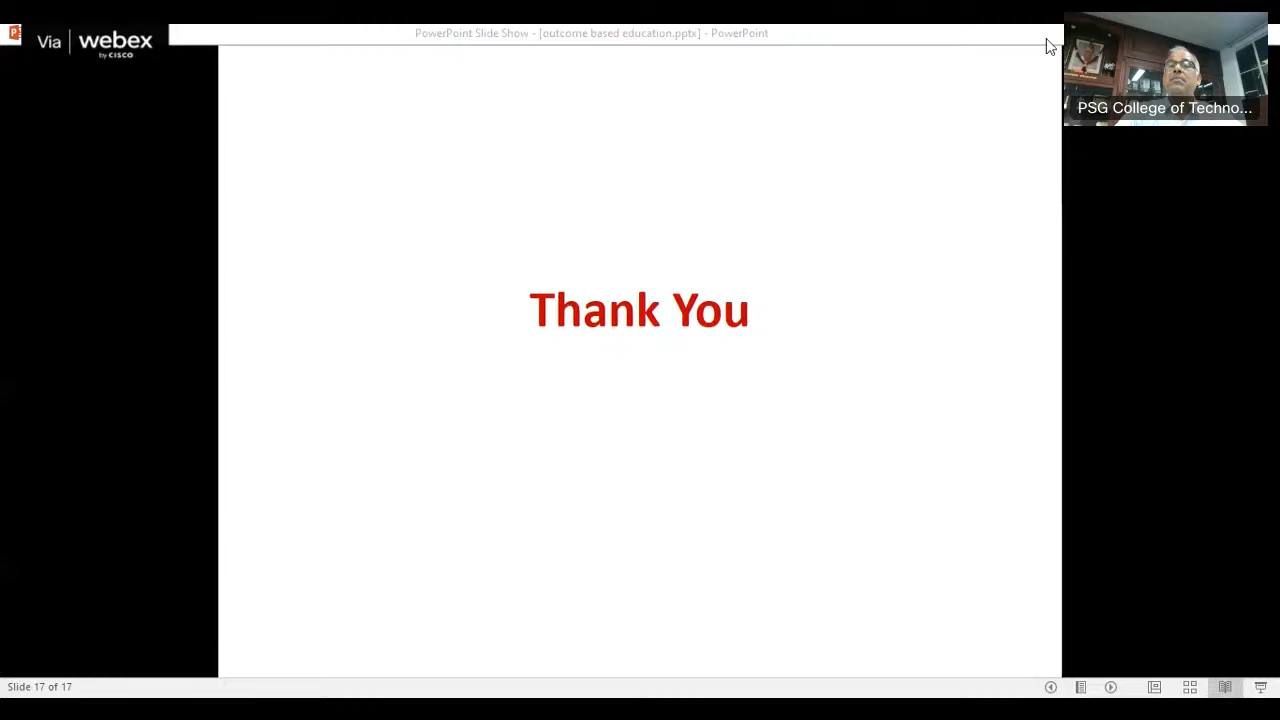 Via webex
by CISCO
PowerPoint Slide Show - [outcome based education.pptx] - PowerPoint
PSG College of Techno...
Thank You
Slide 17 of 17